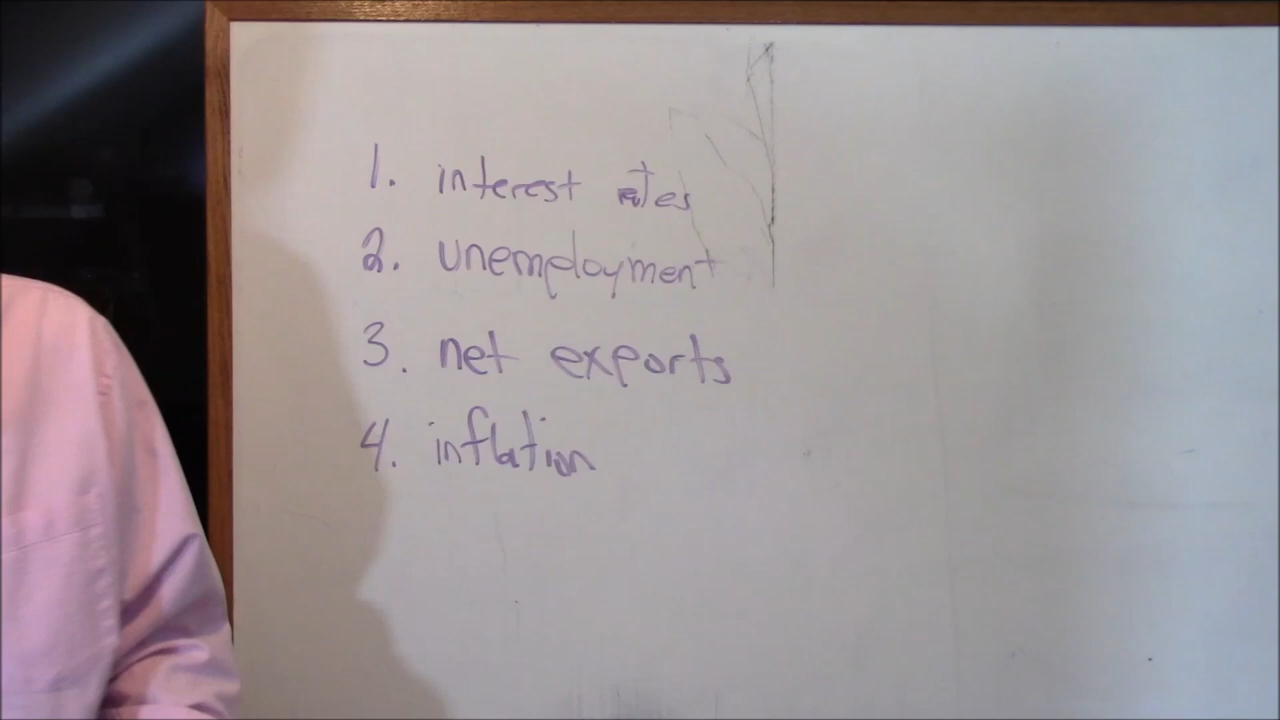 1. interest rates
2. unemployment
3. net exports
4. inflation